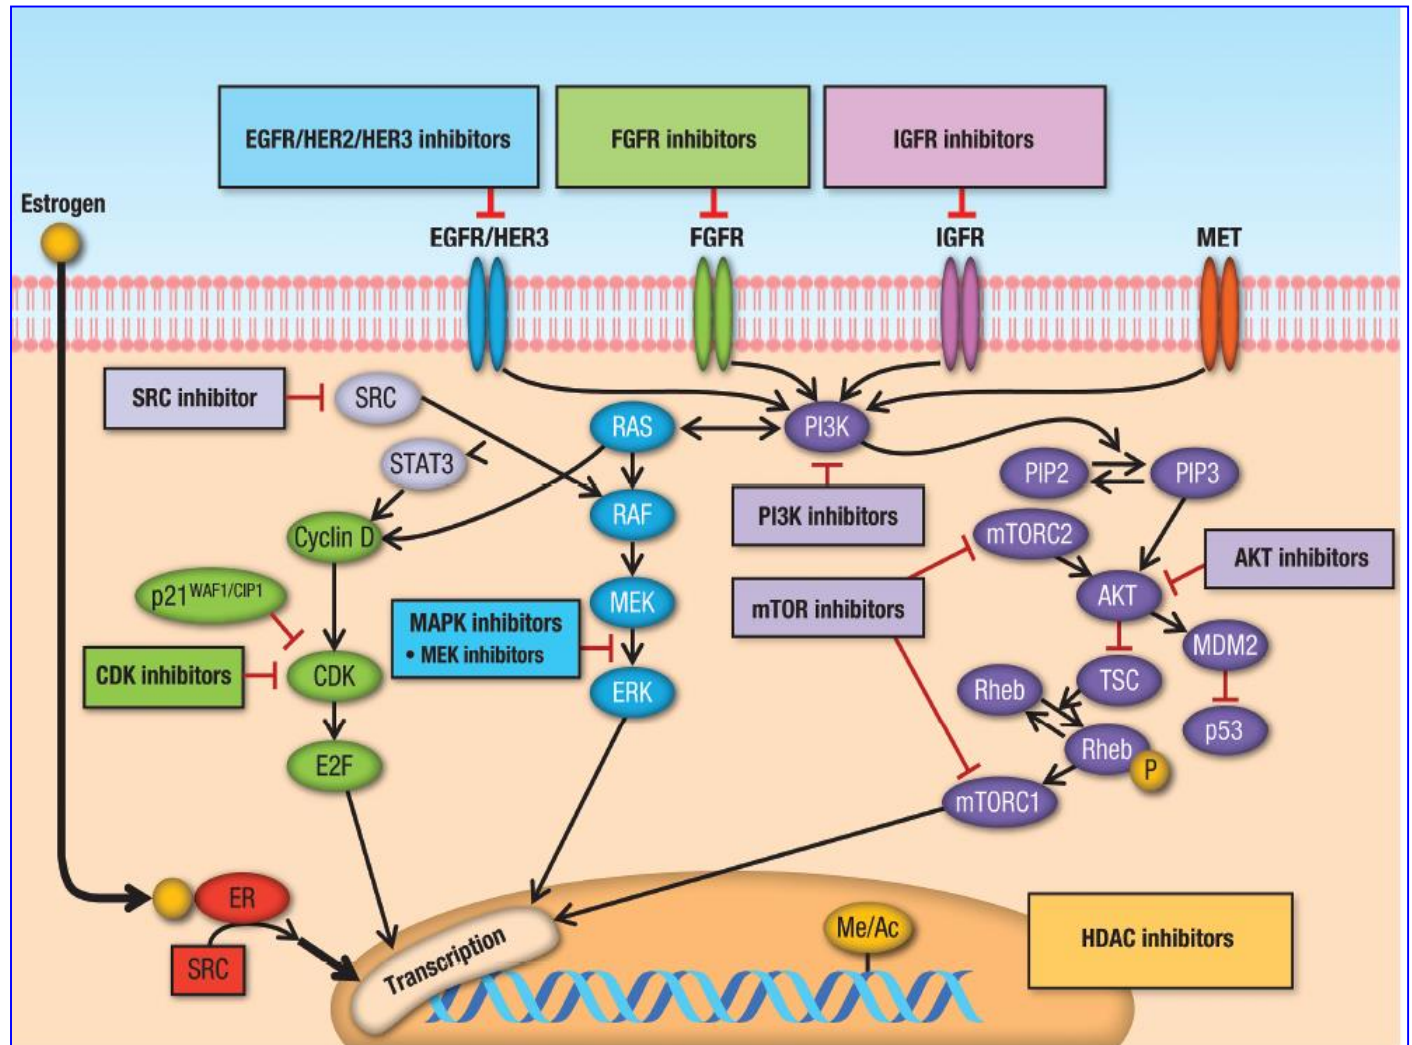 EGFR/HER2/HER3 inhibitors
FGFR inhibitors
IGFR inhibitors
Estrogen
EGFR/HER3
FGFR
IGFR
MET
SRC inhibitor
SRC
RAS
PI3K
STAT3
PIP2
PIP3
RAF
PI3K inhibitors
Cyclin D
mTORC2
AKT inhibitors
p21WAF1/CIP1
MEK
mTOR inhibitors
AKT
MAPK inhibitors
• MEK inhibitors
MDM2
CDK inhibitors
CDK
ERK
Rheb
TSC
p53
E2F
Rheb
P
mTORC1
ER
SRC
Transcription
Me/Ac
HDAC inhibitors